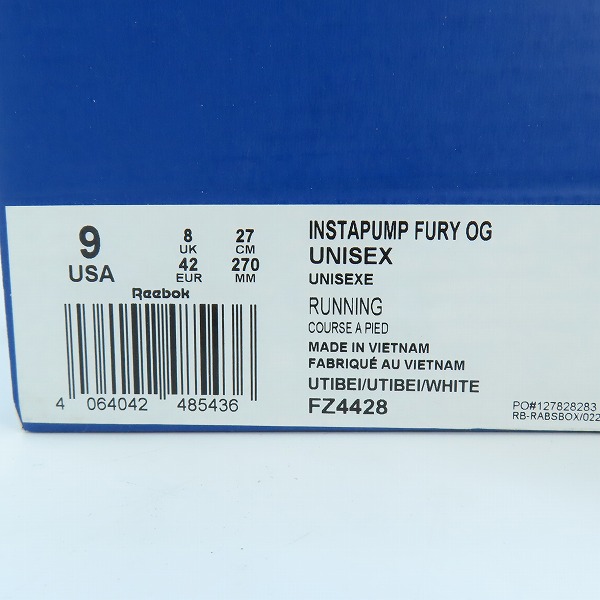 9
USA
8
UK
42
EUR
27
CM
270
MM
Reebok
4 064042 485436
INSTAPUMP FURY OG
UNISEX
UNISEXE
RUNNING
COURSE A PIED
MADE IN VIETNAM
FABRIQUÉ AU VIETNAM
UTIBEI/UTIBEI/WHITE
FZ4428
PO#127828283
RB-RABSBOX/022